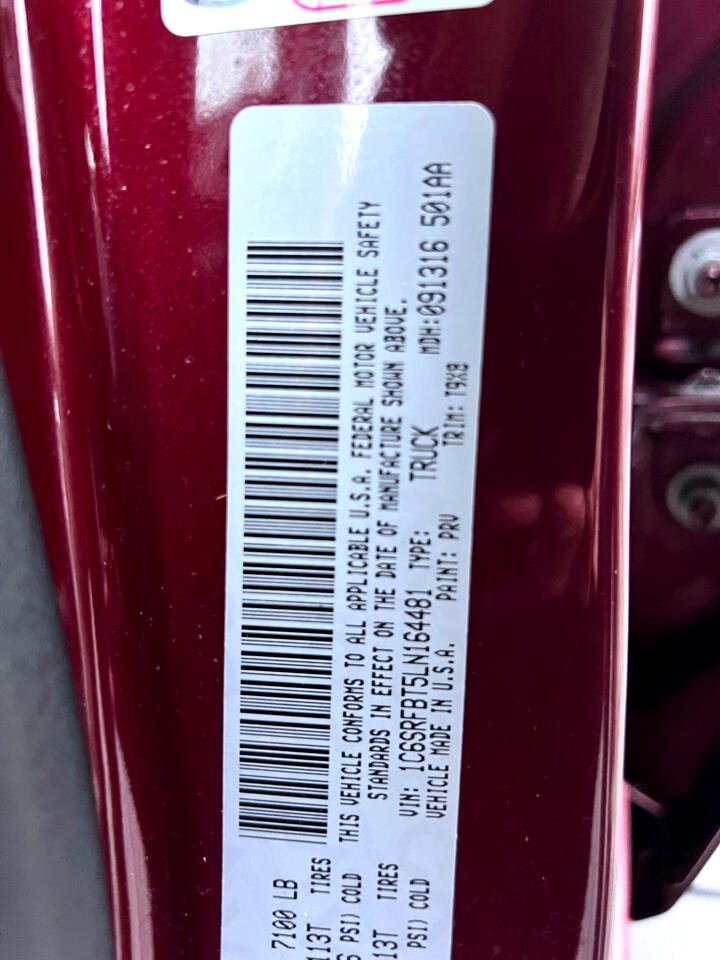 7100 LB
113T TIRES
PSI) COLD
THIS VEHICLE CONFORMS TO ALL APPLICABLE U.S.A. FEDERAL MOTOR VEHICLE SAFETY
STANDARDS IN EFFECT ON THE DATE OF MANUFACTURE SHOWN ABOVE.
13T TIRES
PSI) COLD
VIN: 1C6SRFBT5LN164481 TYPE: TRUCK MDH:091316 501AA
VEHICLE MADE IN U.S.A. PAINT: PRV TRIM: T9X8